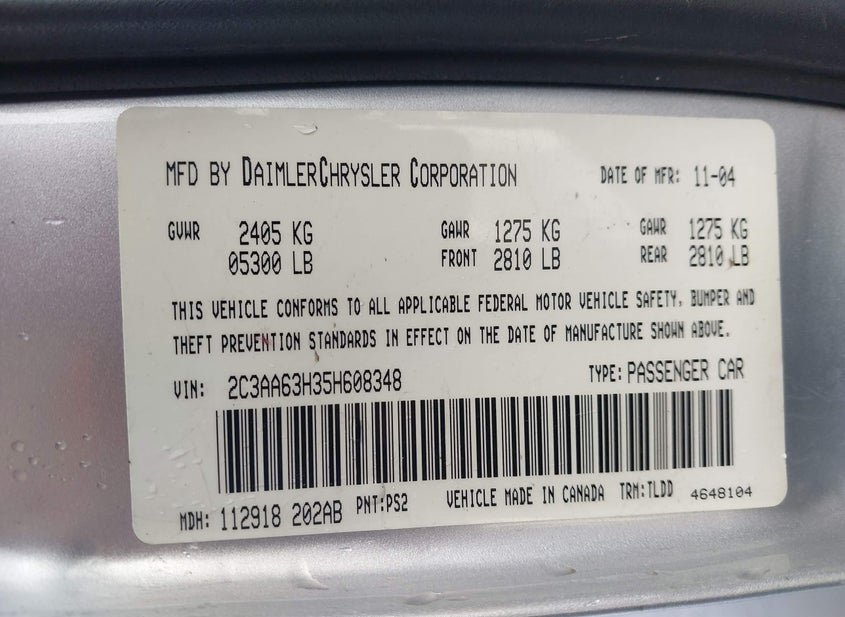 MFD BY DAIMLERCHRYSLER CORPORATION DATE OF MFR: 11-04
GVWR 2405 KG GAWR 1275 KG GAWR 1275 KG
05300 LB FRONT 2810 LB REAR 2810 LB
THIS VEHICLE CONFORMS TO ALL APPLICABLE FEDERAL MOTOR VEHICLE SAFETY, BUMPER AND
THEFT PREVENTION STANDARDS IN EFFECT ON THE DATE OF MANUFACTURE SHOWN ABOVE.
VIN: 2C3AA63H35H608348 TYPE: PASSENGER CAR
MDH: 112918 202AB PNT:PS2 VEHICLE MADE IN CANADA TRM:TLDD 4648104